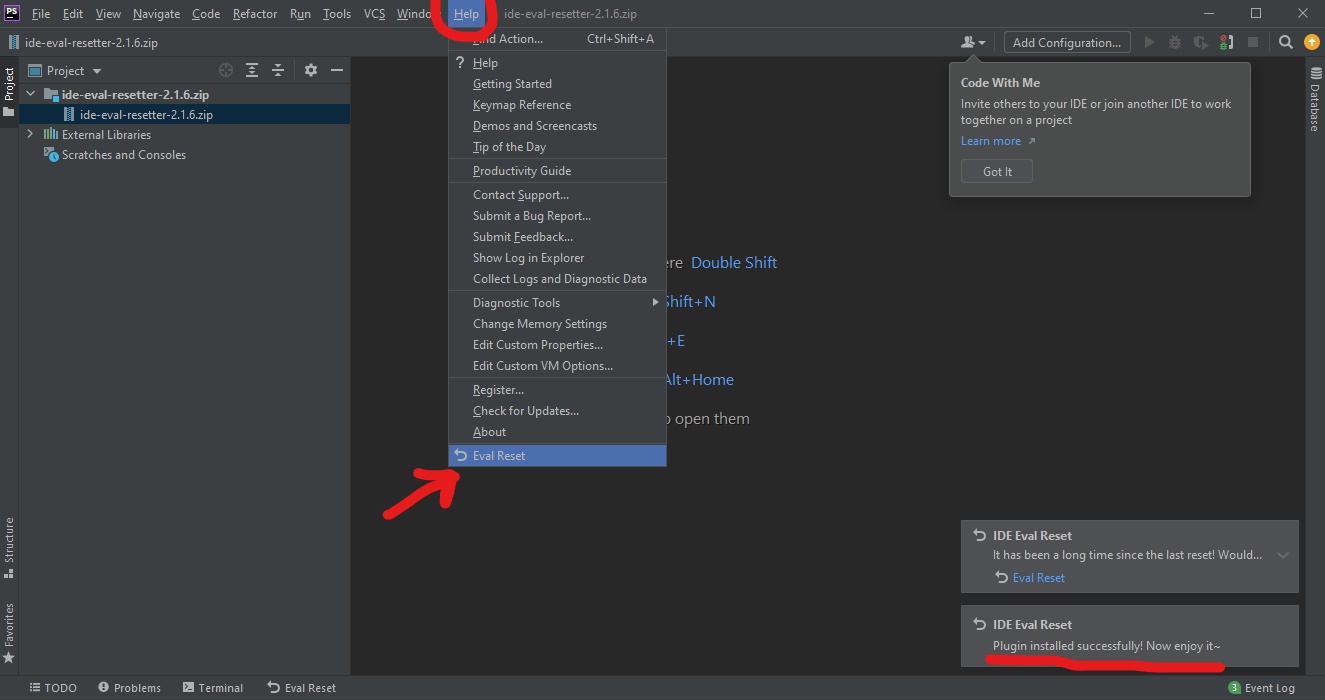 PS File Edit View Navigate Code Refactor Run Tools VCS Window Help ide-eval-resetter-2.1.6.zip
ide-eval-resetter-2.1.6.zip
Add Configuration...
Project
Project
ide-eval-resetter-2.1.6.zip
ide-eval-resetter-2.1.6.zip
External Libraries
Scratches and Consoles
Structure
Favorites
Find Action... Ctrl+Shift+A
? Help
Getting Started
Keymap Reference
Demos and Screencasts
Tip of the Day
Productivity Guide
Contact Support...
Submit a Bug Report...
Submit Feedback...
Show Log in Explorer
Collect Logs and Diagnostic Data
Diagnostic Tools
Change Memory Settings
Edit Custom Properties...
Edit Custom VM Options...
Register...
Check for Updates...
About
Eval Reset
Double Shift
Shift+N
+E
Alt+Home
open them
Code With Me
Invite others to your IDE or join another IDE to work
together on a project
Learn more
Got It
Database
IDE Eval Reset
It has been a long time since the last reset! Would...
Eval Reset
IDE Eval Reset
Plugin installed successfully! Now enjoy it~
TODO Problems Terminal Eval Reset
3 Event Log